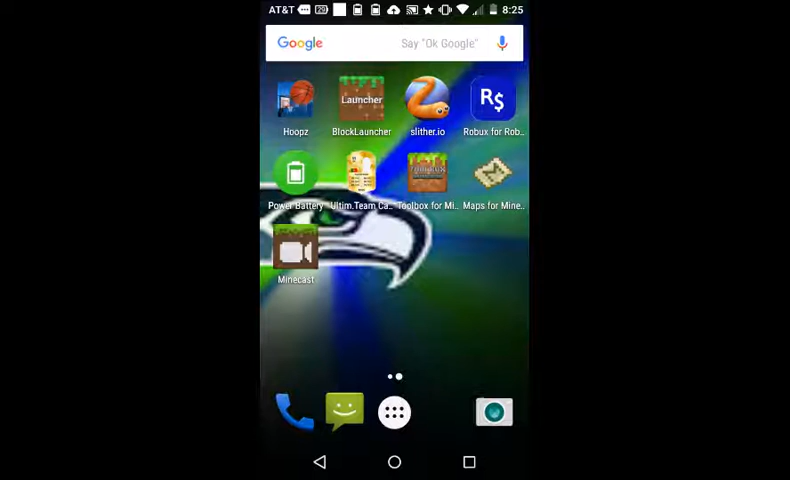 AT&T 29 8:25
Google Say "Ok Google"
Launcher R$
Hoopz BlockLauncher slither.io Robux for Rob..
Power Battery Ultim.Team Ca.. Toolbox for Mi.. Maps for Mine..
Minecast